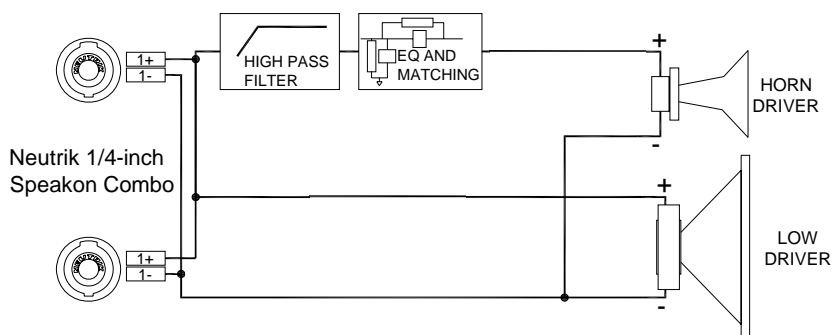 1+
1-
HIGH PASS
FILTER
EQ AND
MATCHING
+
-
HORN
DRIVER
Neutrik 1/4-inch
Speakon Combo
1+
1-
+
-
LOW
DRIVER